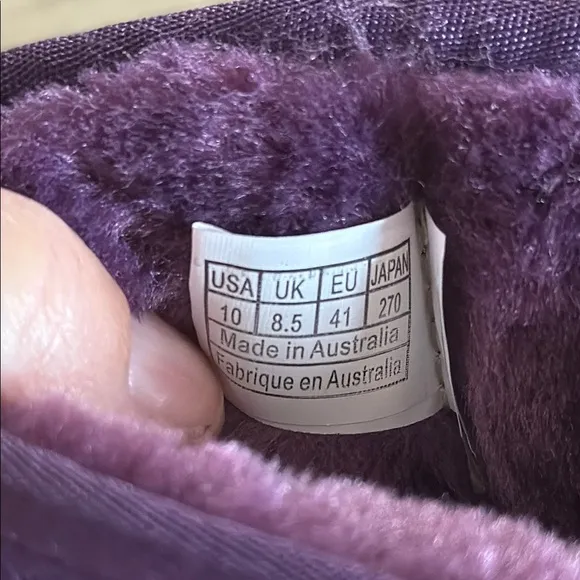 USA UK EU JAPAN
10 8.5 41 270
Made in Australia
Fabrique en Australia